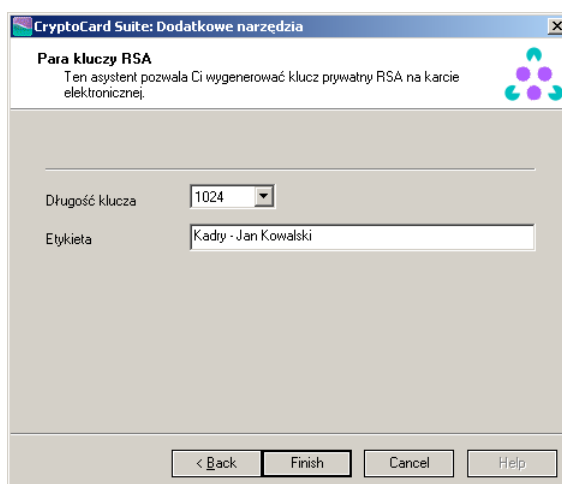 CryptoCard Suite: Dodatkowe narzędzia
Para kluczy RSA
Ten asystent pozwala Ci wygenerować klucz prywatny RSA na karcie
elektronicznej.
Długość klucza
1024
Etykieta
Kadry - Jan Kowalski
< Back
Finish
Cancel
Help